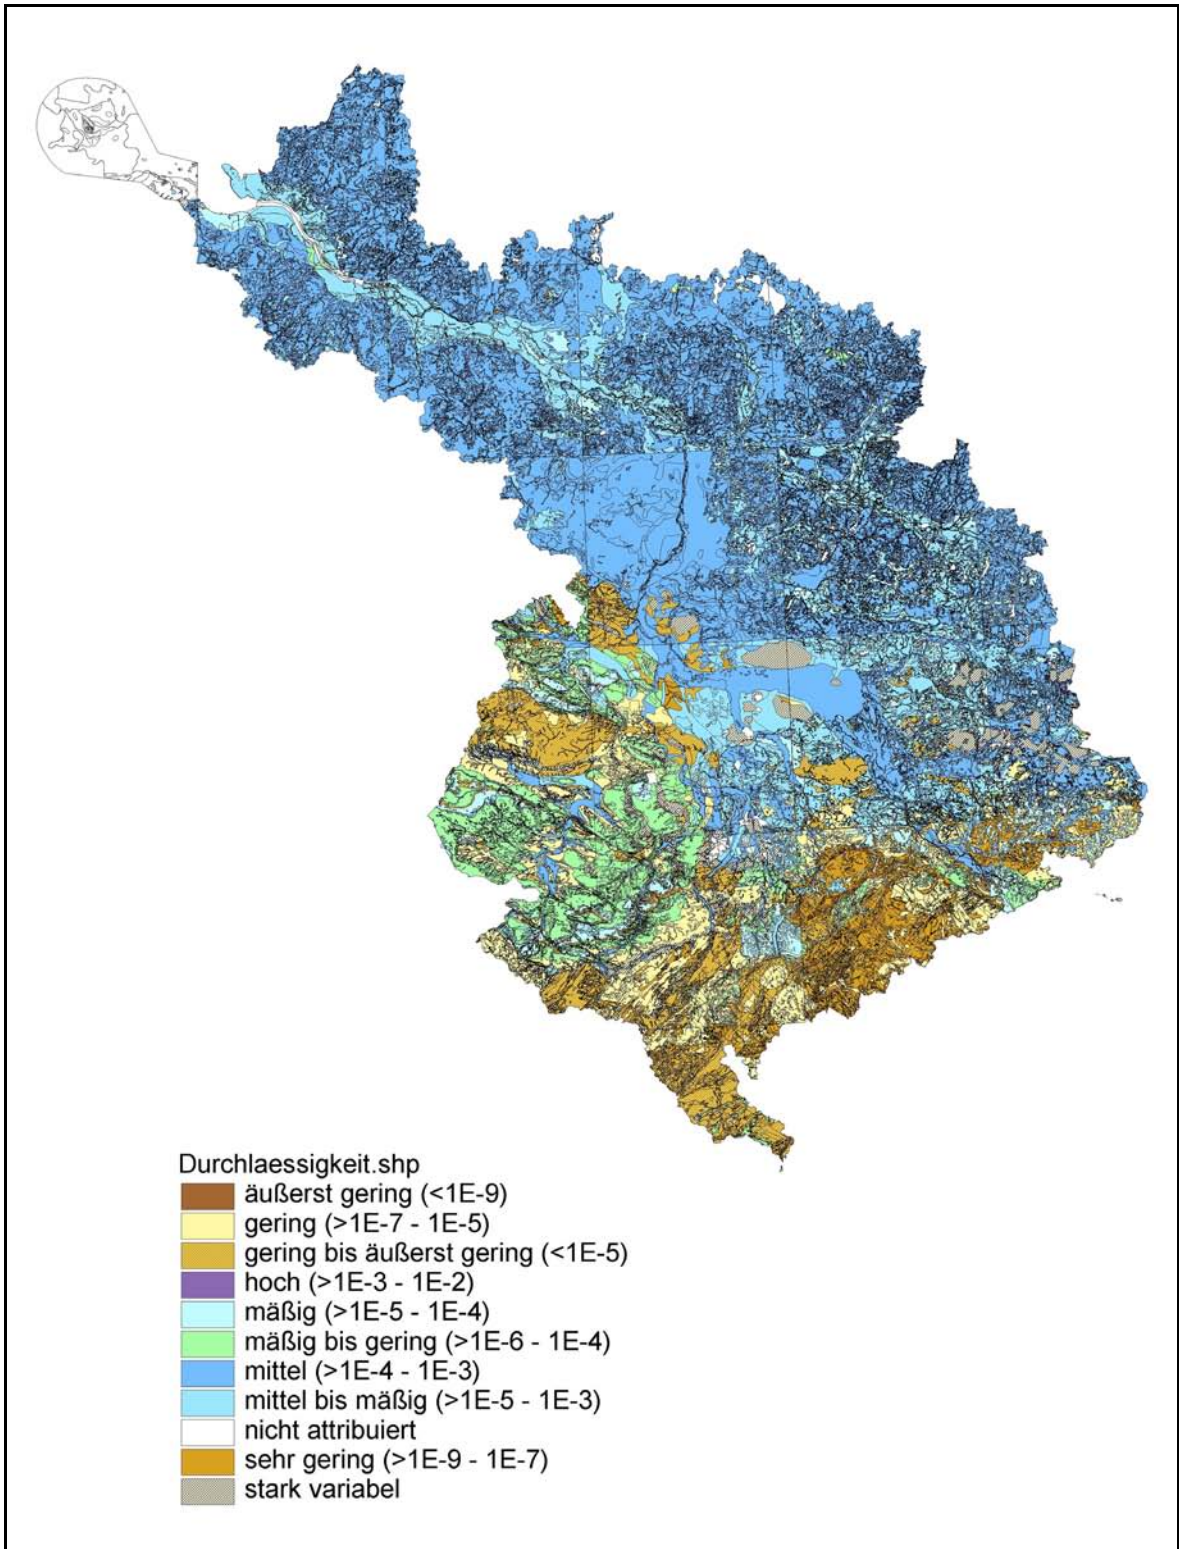 Durchlaessigkeit.shp
äußerst gering (<1E-9)
gering (>1E-7 - 1E-5)
gering bis äußerst gering (<1E-5)
hoch (>1E-3 - 1E-2)
mäßig (>1E-5 - 1E-4)
mäßig bis gering (>1E-6 - 1E-4)
mittel (>1E-4 - 1E-3)
mittel bis mäßig (>1E-5 - 1E-3)
nicht attribuiert
sehr gering (>1E-9 - 1E-7)
stark variabel